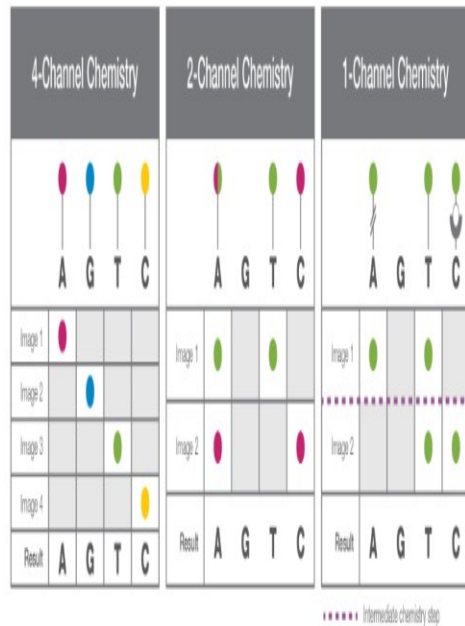 4-Channel Chemistry
A G T C
Image 1
Image 2
Image 3
Image 4
Result A G T C
2-Channel Chemistry
A G T C
Image 1
Image 2
Result A G T C
1-Channel Chemistry
A G T C
Image 1
Image 2
Result A G T C
Intermediate chemistry step